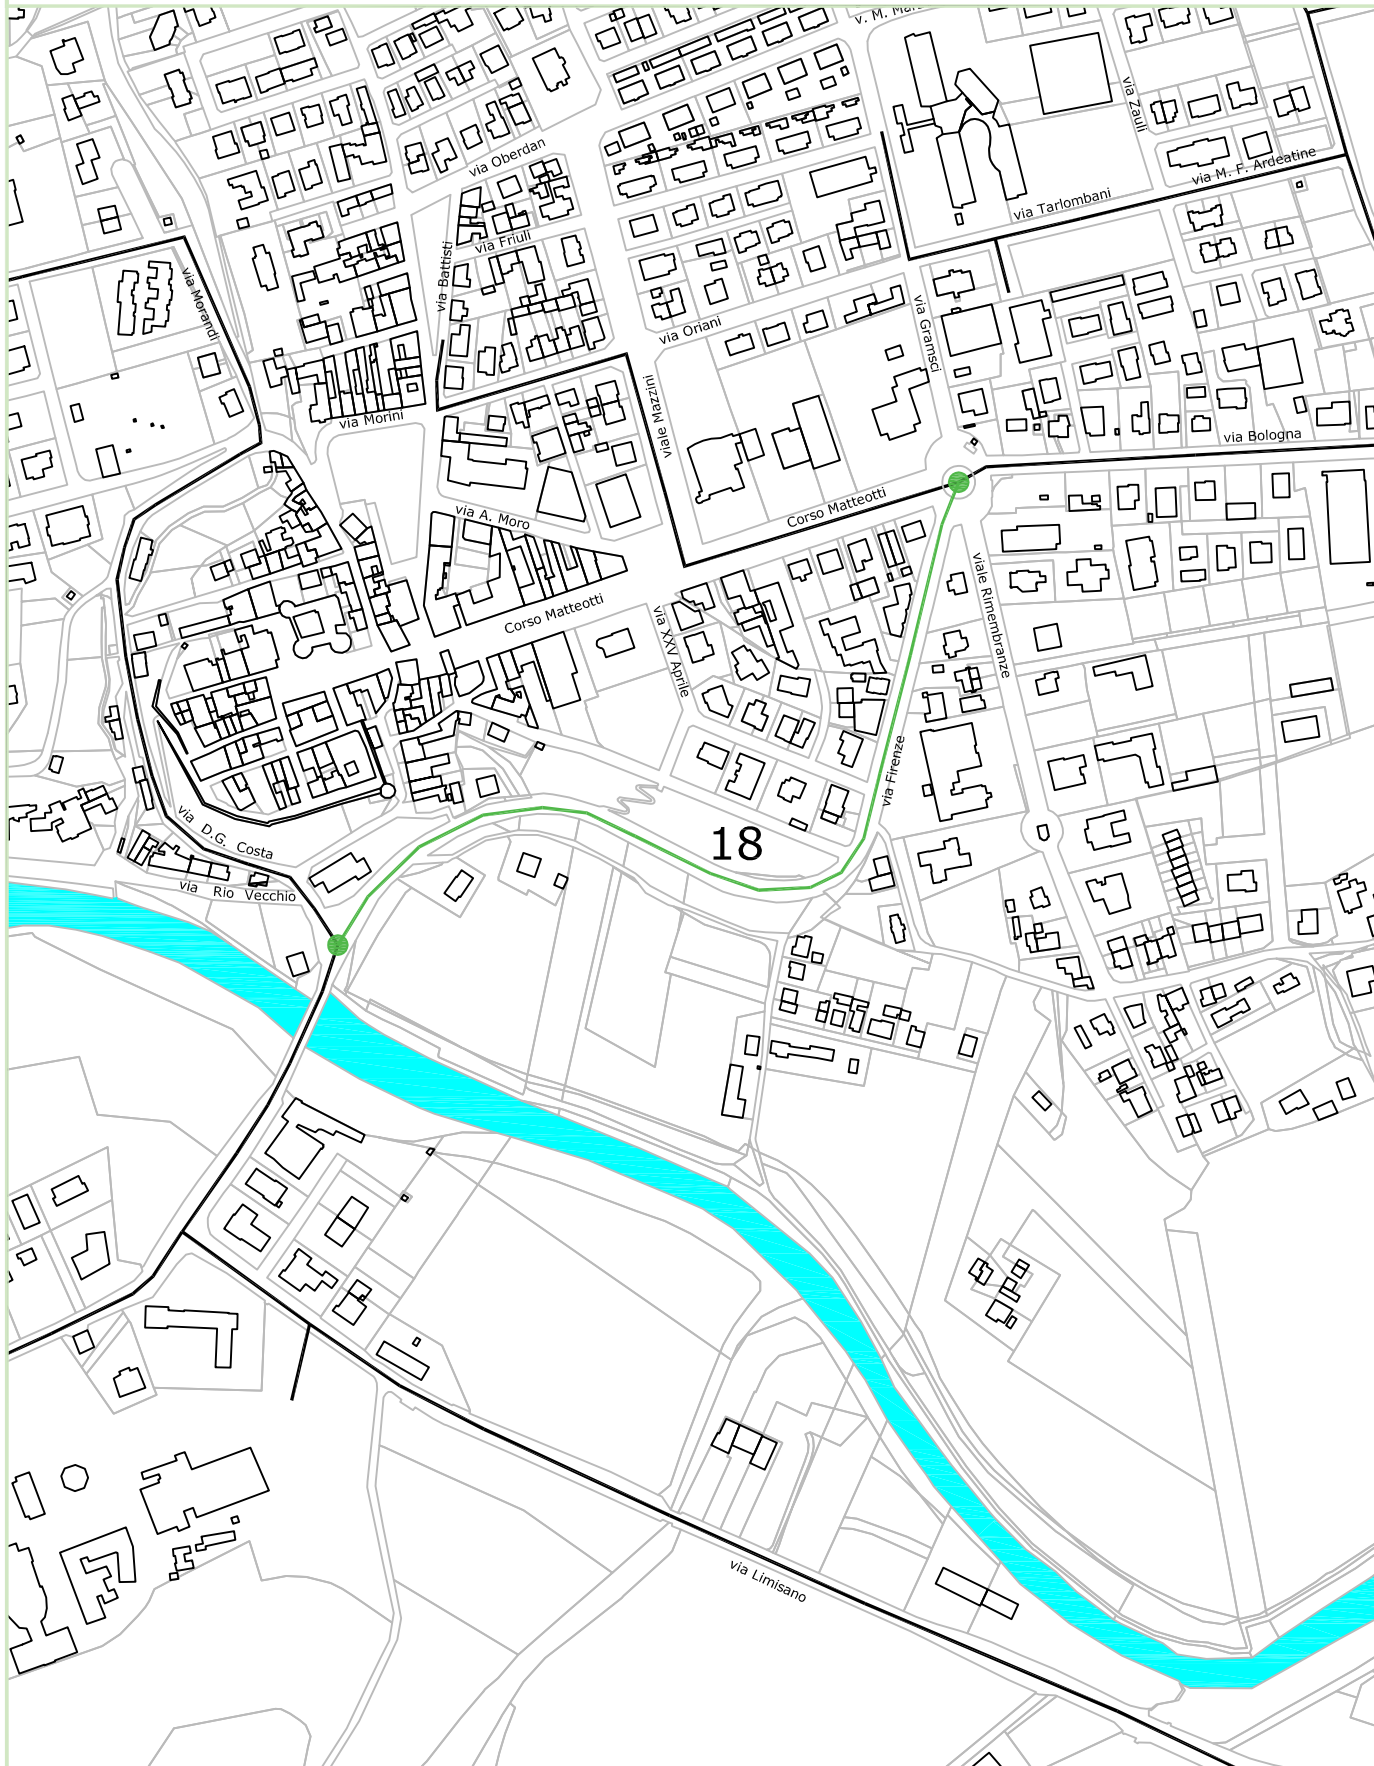 via Zauli
via Oberdan
via M. F. Ardeatine
via Tarlombani
via Friuli
via Battisti
via Morandi
via Gramsci
via Oriani
viale Mazzini
via Morini
via Bologna
Corso Matteotti
via A. Moro
viale Rimembranze
Corso Matteotti
via XXV Aprile
via Firenze
via D.G. Costa
18
via Rio Vecchio
via Limisano